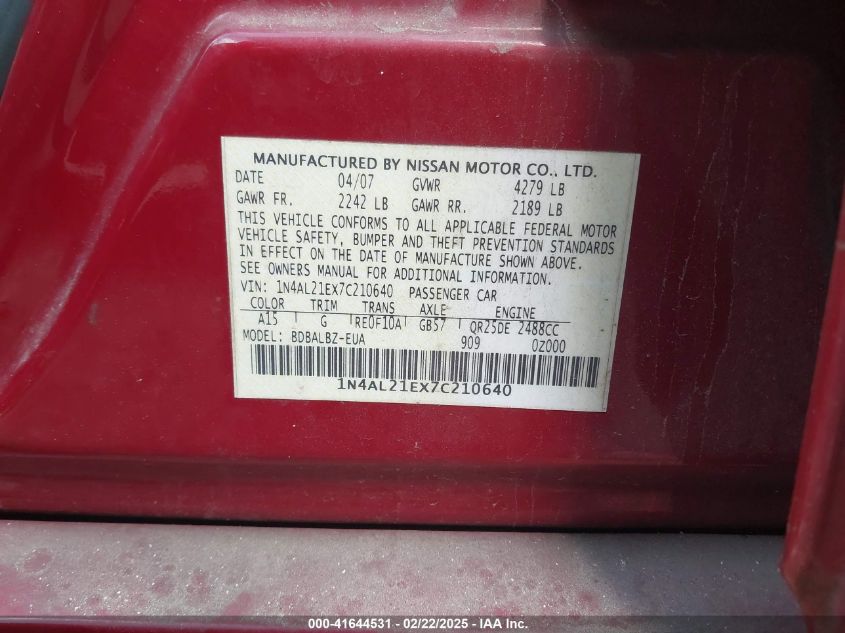 MANUFACTURED BY NISSAN MOTOR CO., LTD.
DATE 04/07 GVWR 4279 LB
GAWR FR. 2242 LB GAWR RR. 2189 LB
THIS VEHICLE CONFORMS TO ALL APPLICABLE FEDERAL MOTOR
VEHICLE SAFETY, BUMPER AND THEFT PREVENTION STANDARDS
IN EFFECT ON THE DATE OF MANUFACTURE SHOWN ABOVE.
SEE OWNERS MANUAL FOR ADDITIONAL INFORMATION.
VIN: 1N4AL21EX7C210640 PASSENGER CAR
COLOR TRIM TRANS AXLE ENGINE
A15 G RE0F10A GB57 QR25DE 2488CC
MODEL: BDBALBZ-EUA 909 0Z000
1N4AL21EX7C210640
000-41644531 - 02/22/2025 - IAAI.com